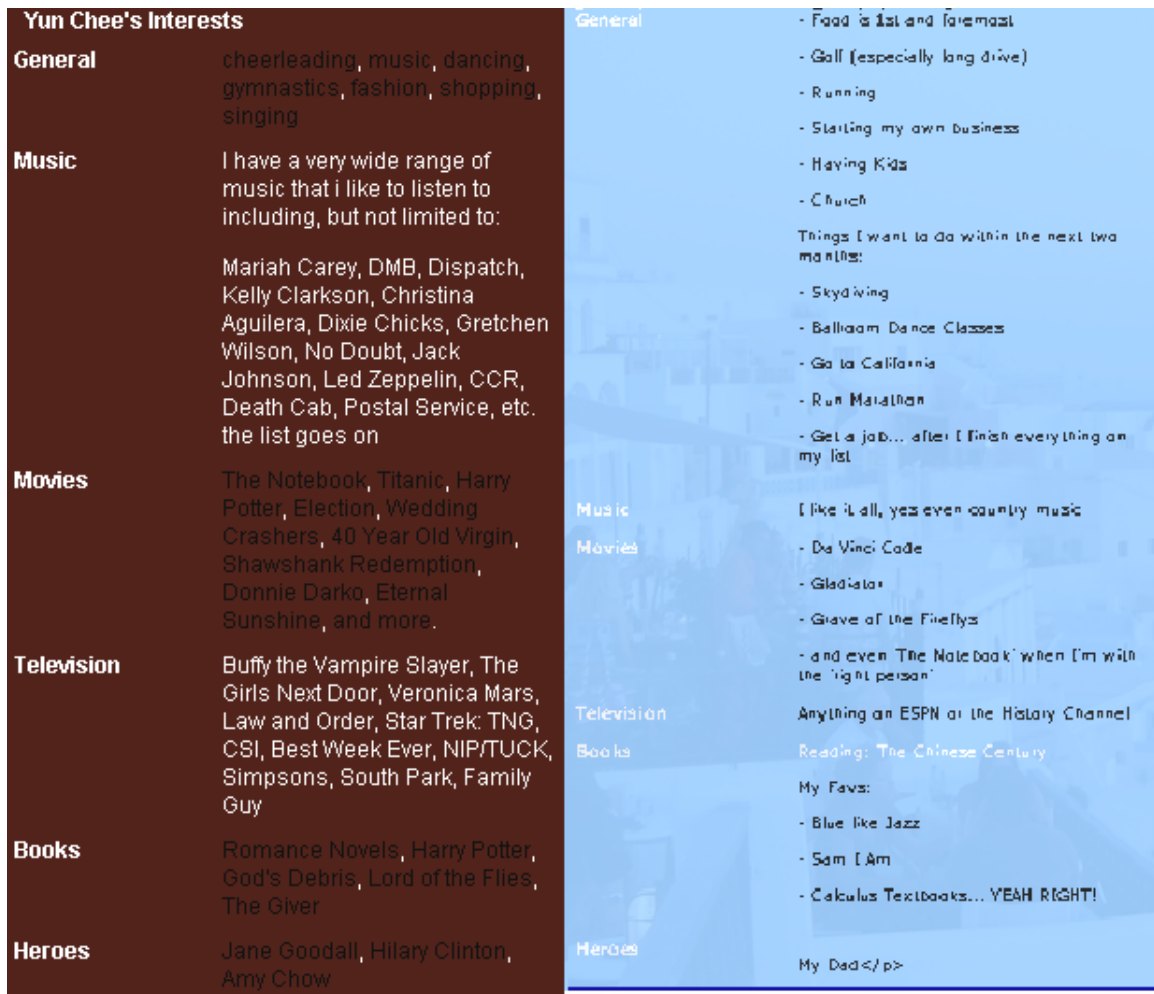 Yun Chee's Interests
General
cheerleading, music, dancing,
gymnastics, fashion, shopping,
singing
Music
I have a very wide range of
music that i like to listen to
including, but not limited to:
Mariah Carey, DMB, Dispatch,
Kelly Clarkson, Christina
Aguilera, Dixie Chicks, Gretchen
Wilson, No Doubt, Jack
Johnson, Led Zeppelin, CCR,
Death Cab, Postal Service, etc.
the list goes on
Movies
The Notebook, Titanic, Harry
Potter, Election, Wedding
Crashers, 40 Year Old Virgin,
Shawshank Redemption,
Donnie Darko, Eternal
Sunshine, and more.
Television
Buffy the Vampire Slayer, The
Girls Next Door, Veronica Mars,
Law and Order, Star Trek: TNG,
CSI, Best Week Ever, NIP/TUCK,
Simpsons, South Park, Family
Guy
Books
Romance Novels, Harry Potter,
God's Debris, Lord of the Flies,
The Giver
Heroes
Jane Goodall, Hilary Clinton,
Amy Chow
General
- Food is 1st and foremost
- Golf (especially long drive)
- Running
- Starting my own business
- Having Kids
- Church
Things I want to do within the next two
months:
- Skydiving
- Ballroom Dance Classes
- Go to California
- Run Marathon
- Get a job... after I finish everything on
my list
Music
I like it all, yes even country music
Movies
- Da Vinci Code
- Gladiator
- Grave of the Fireflys
- and even 'The Notebook' when I'm with
the 'right person'
Television
Anything on ESPN or the History Channel
Books
Reading: The Chinese Century
My Favs:
- Blue like Jazz
- Sam I Am
- Calculus Textbooks... YEAH RIGHT!
Heroes
My Dad</p>